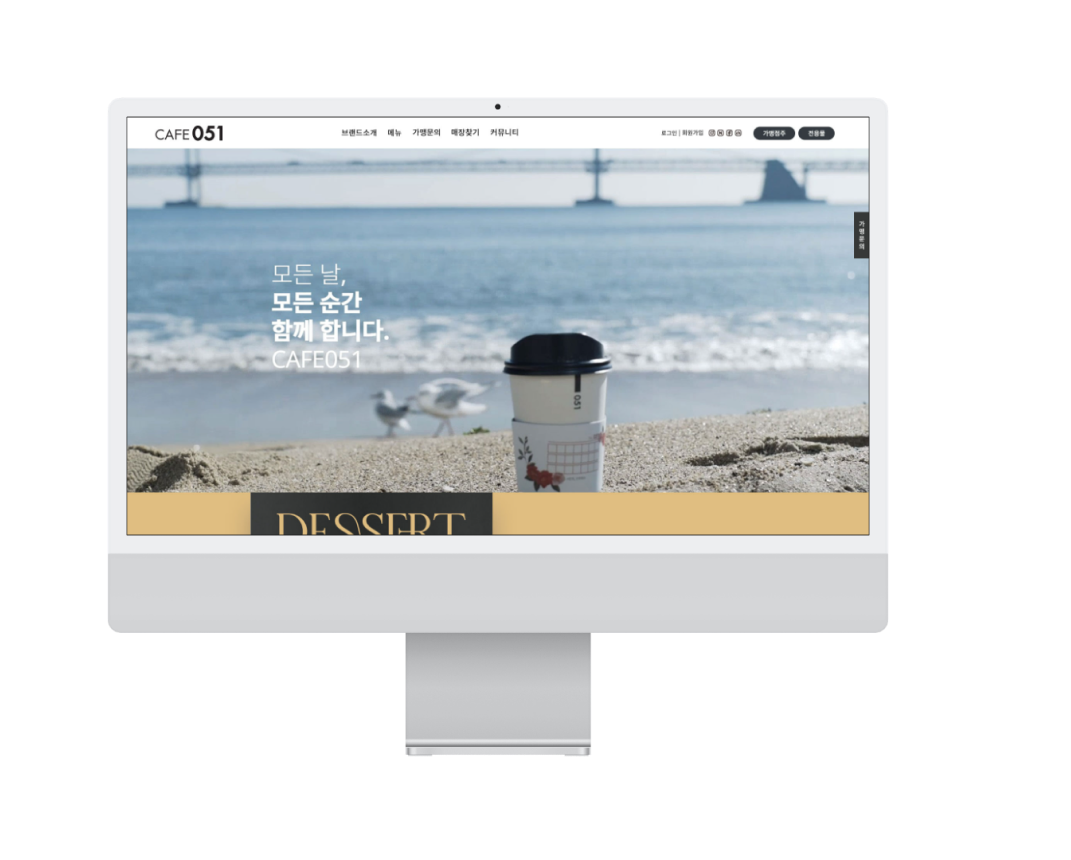 CAFE 051
브랜드소개 메뉴 가맹문의 매장찾기 커뮤니티
로그인 | 회원가입
가맹점주 전용몰
가맹문의
모든 날,
모든 순간
함께 합니다.
CAFE051
051
DESSERT